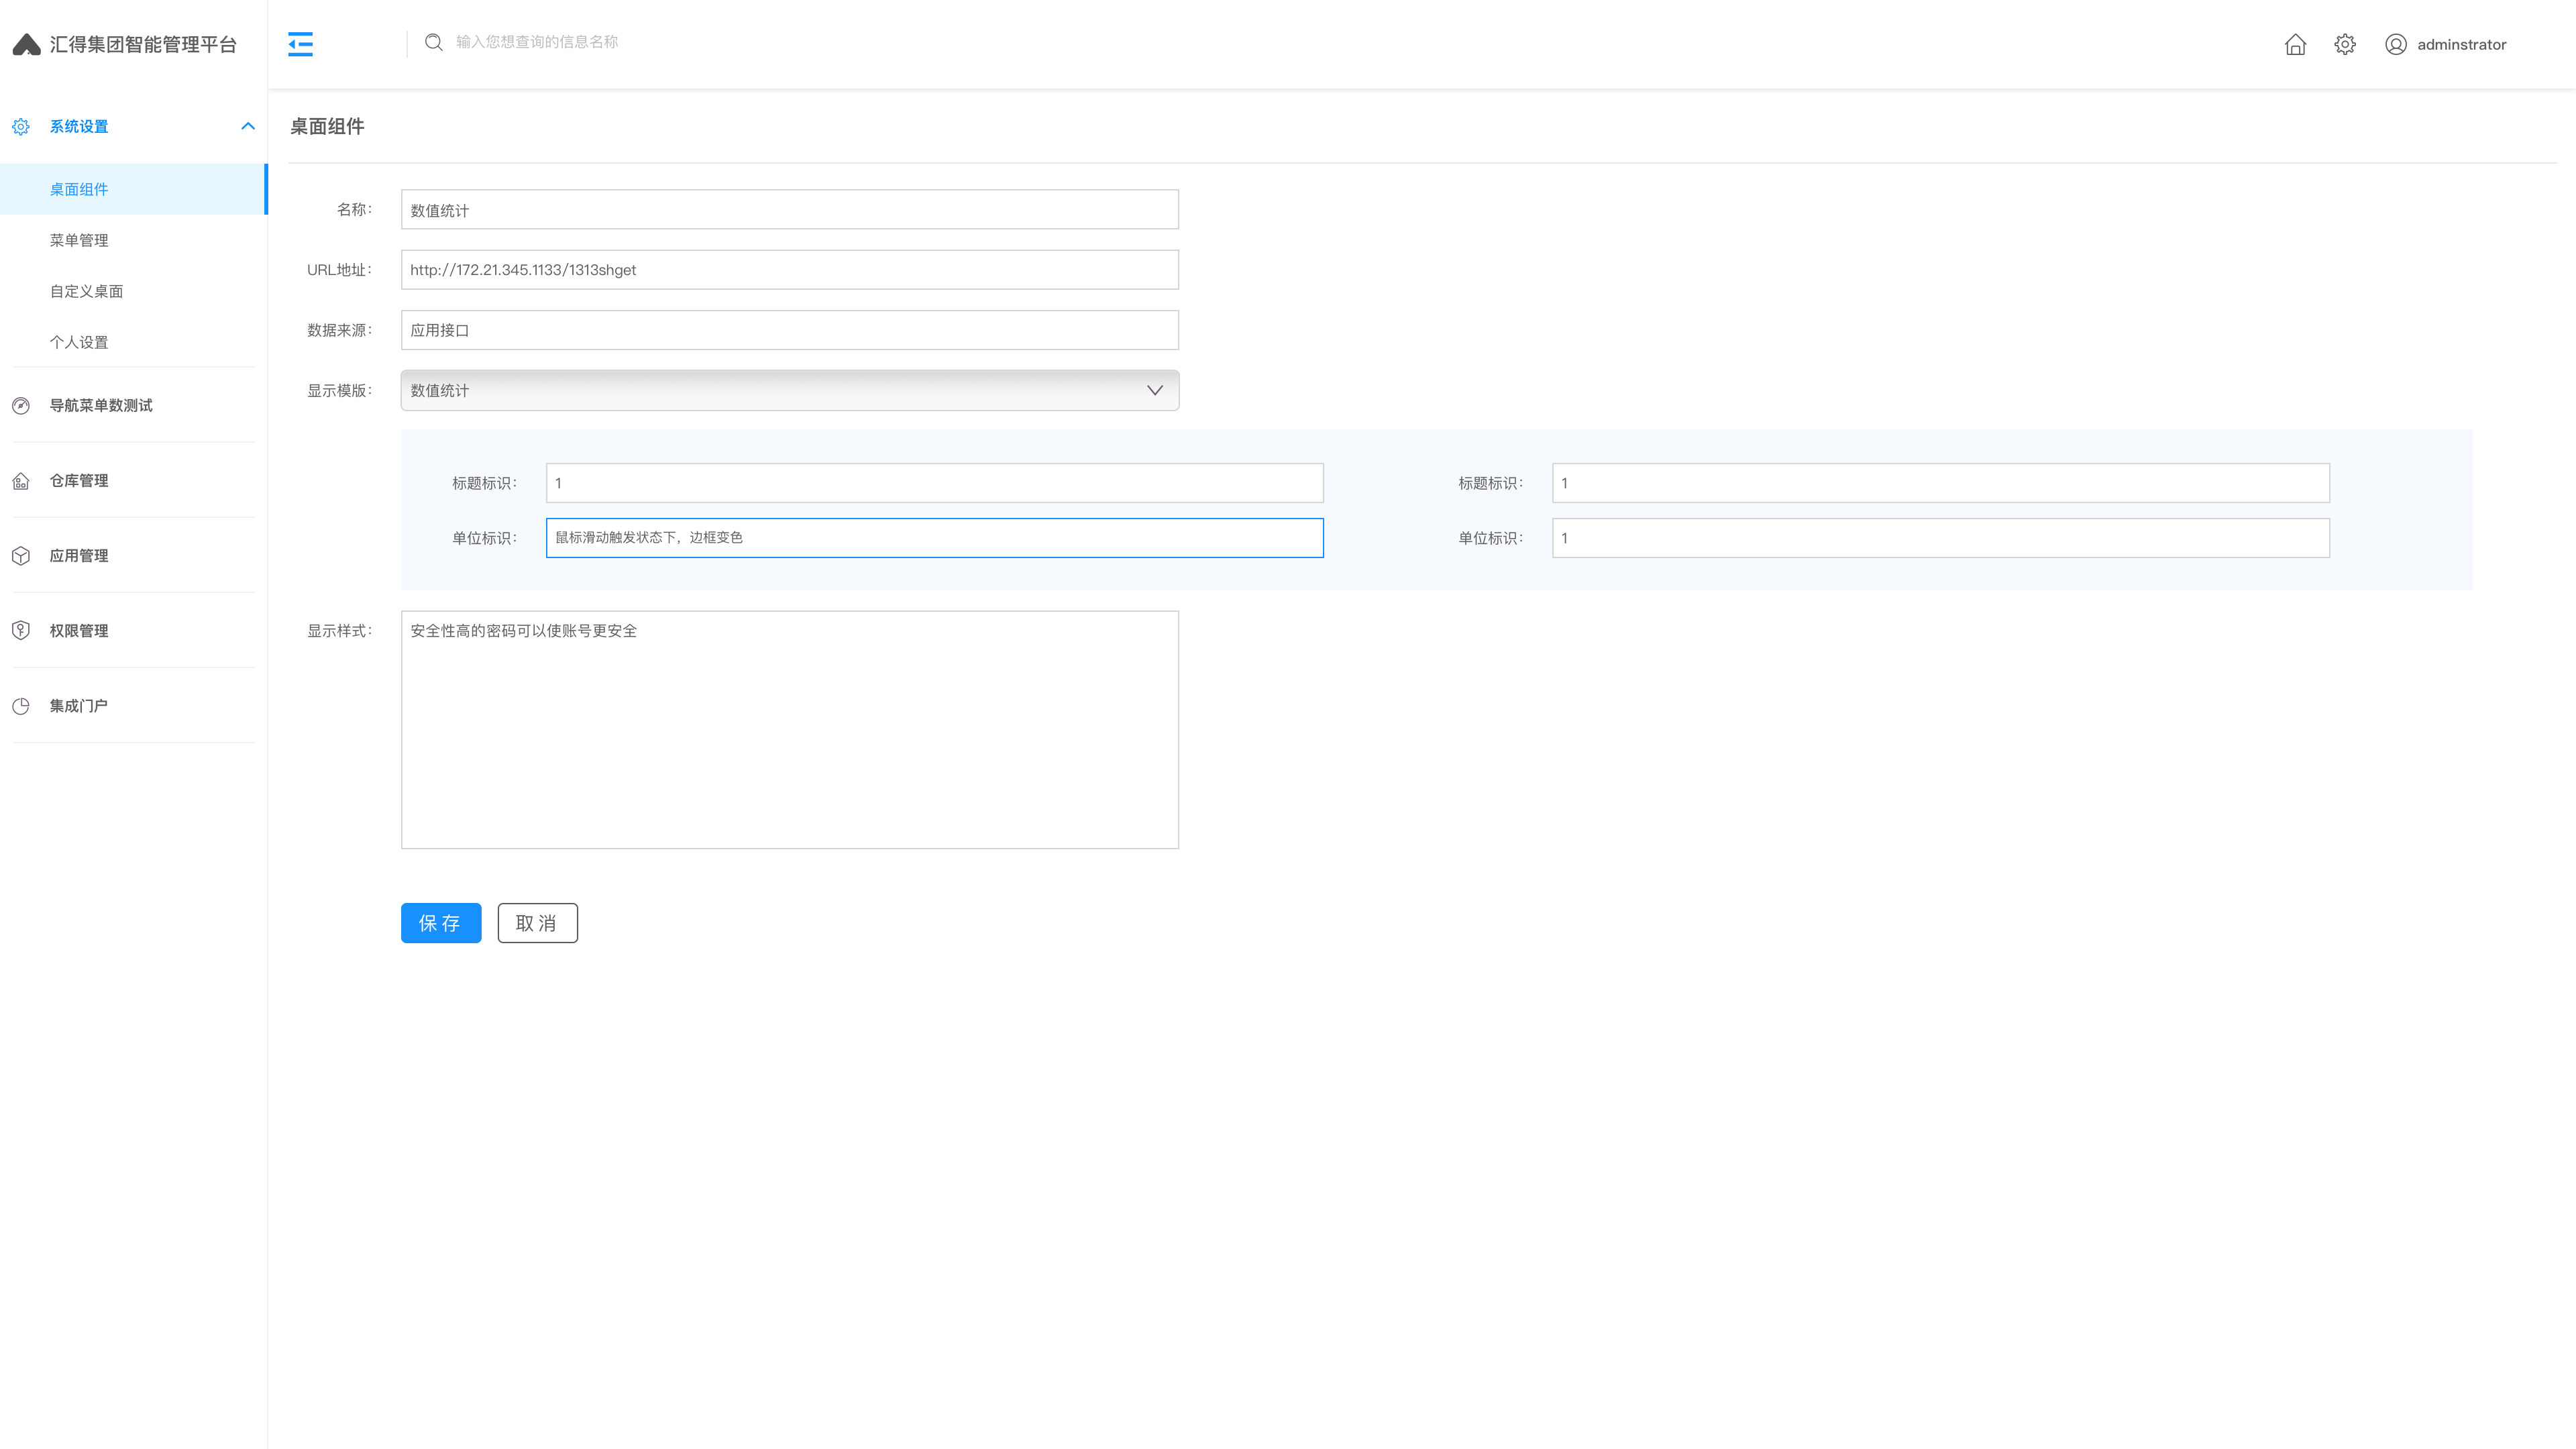 汇得集团智能管理平台
输入您想查询的信息名称
adminstrator
系统设置
桌面组件
菜单管理
自定义桌面
个人设置
导航菜单数测试
仓库管理
应用管理
权限管理
集成门户
桌面组件
名称： 数值统计
URL地址： http://172.21.345.1133/1313shget
数据来源： 应用接口
显示模版： 数值统计
标题标识： 1 标题标识： 1
单位标识： 鼠标滑动触发状态下，边框变色 单位标识： 1
显示样式： 安全性高的密码可以使账号更安全
保存 取消